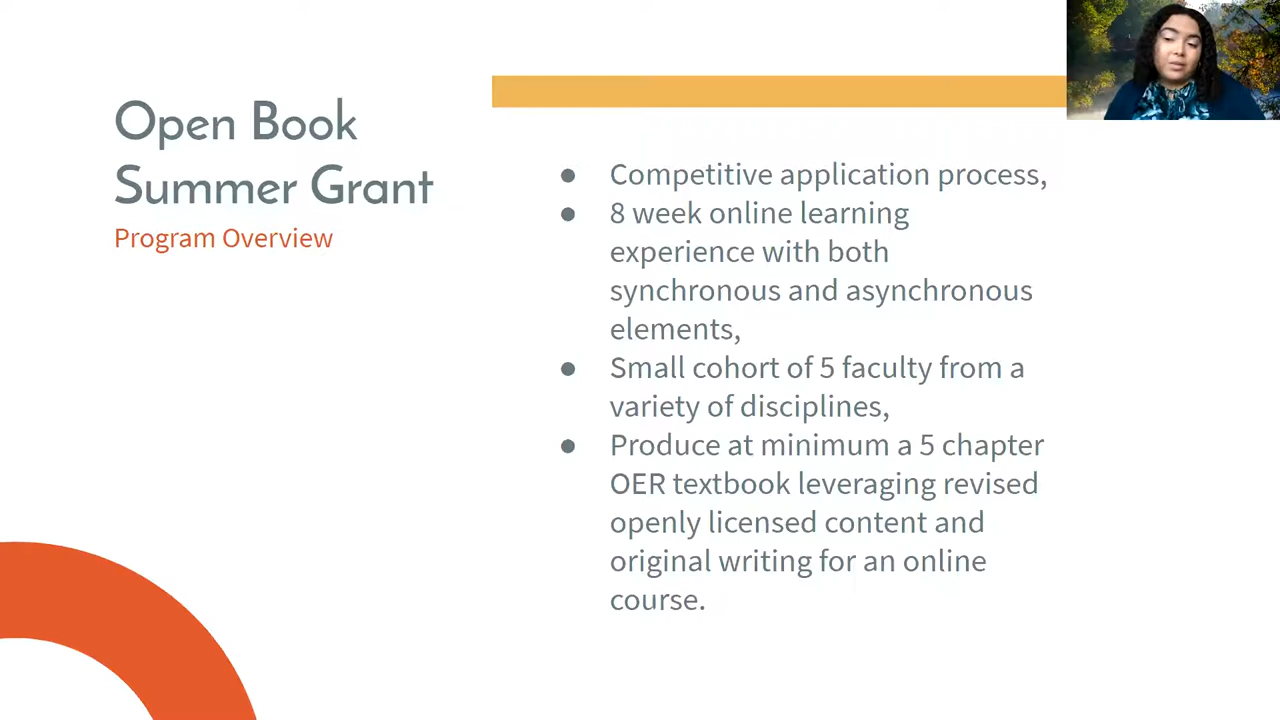 Open Book
Summer Grant
Program Overview
● Competitive application process,
● 8 week online learning
experience with both
synchronous and asynchronous
elements,
● Small cohort of 5 faculty from a
variety of disciplines,
● Produce at minimum a 5 chapter
OER textbook leveraging revised
openly licensed content and
original writing for an online
course.